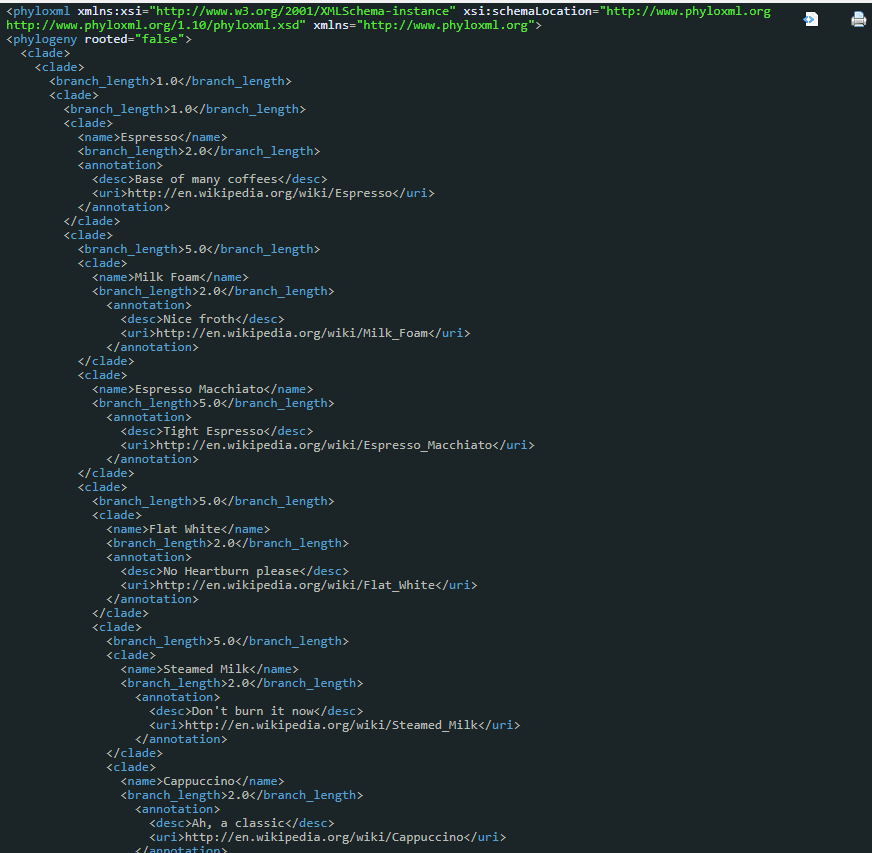 <phyloxml xmlns:xsi="http://www.w3.org/2001/XMLSchema-instance" xsi:schemaLocation="http://www.phyloxml.org
http://www.phyloxml.org/1.10/phyloxml.xsd" xmlns="http://www.phyloxml.org">
<phylogeny rooted="false">
  <clade>
    <clade>
      <branch_length>1.0</branch_length>
      <clade>
        <branch_length>1.0</branch_length>
        <clade>
          <name>Espresso</name>
          <branch_length>2.0</branch_length>
          <annotation>
            <desc>Base of many coffees</desc>
            <uri>http://en.wikipedia.org/wiki/Espresso</uri>
          </annotation>
        </clade>
        <clade>
          <branch_length>5.0</branch_length>
          <clade>
            <name>Milk Foam</name>
            <branch_length>2.0</branch_length>
              <annotation>
                <desc>Nice froth</desc>
                <uri>http://en.wikipedia.org/wiki/Milk_Foam</uri>
              </annotation>
          </clade>
          <clade>
            <name>Espresso Macchiato</name>
            <branch_length>5.0</branch_length>
              <annotation>
                <desc>Tight Espresso</desc>
                <uri>http://en.wikipedia.org/wiki/Espresso_Macchiato</uri>
              </annotation>
          </clade>
          <clade>
            <branch_length>5.0</branch_length>
            <clade>
              <name>Flat White</name>
              <branch_length>2.0</branch_length>
              <annotation>
                <desc>No Heartburn please</desc>
                <uri>http://en.wikipedia.org/wiki/Flat_White</uri>
              </annotation>
            </clade>
            <clade>
              <branch_length>5.0</branch_length>
              <clade>
                <name>Steamed Milk</name>
                <branch_length>2.0</branch_length>
                  <annotation>
                    <desc>Don't burn it now</desc>
                    <uri>http://en.wikipedia.org/wiki/Steamed_Milk</uri>
                  </annotation>
              </clade>
              <clade>
                <name>Cappuccino</name>
                <branch_length>2.0</branch_length>
                  <annotation>
                    <desc>Ah, a classic</desc>
                    <uri>http://en.wikipedia.org/wiki/Cappuccino</uri>
                  </annotation>